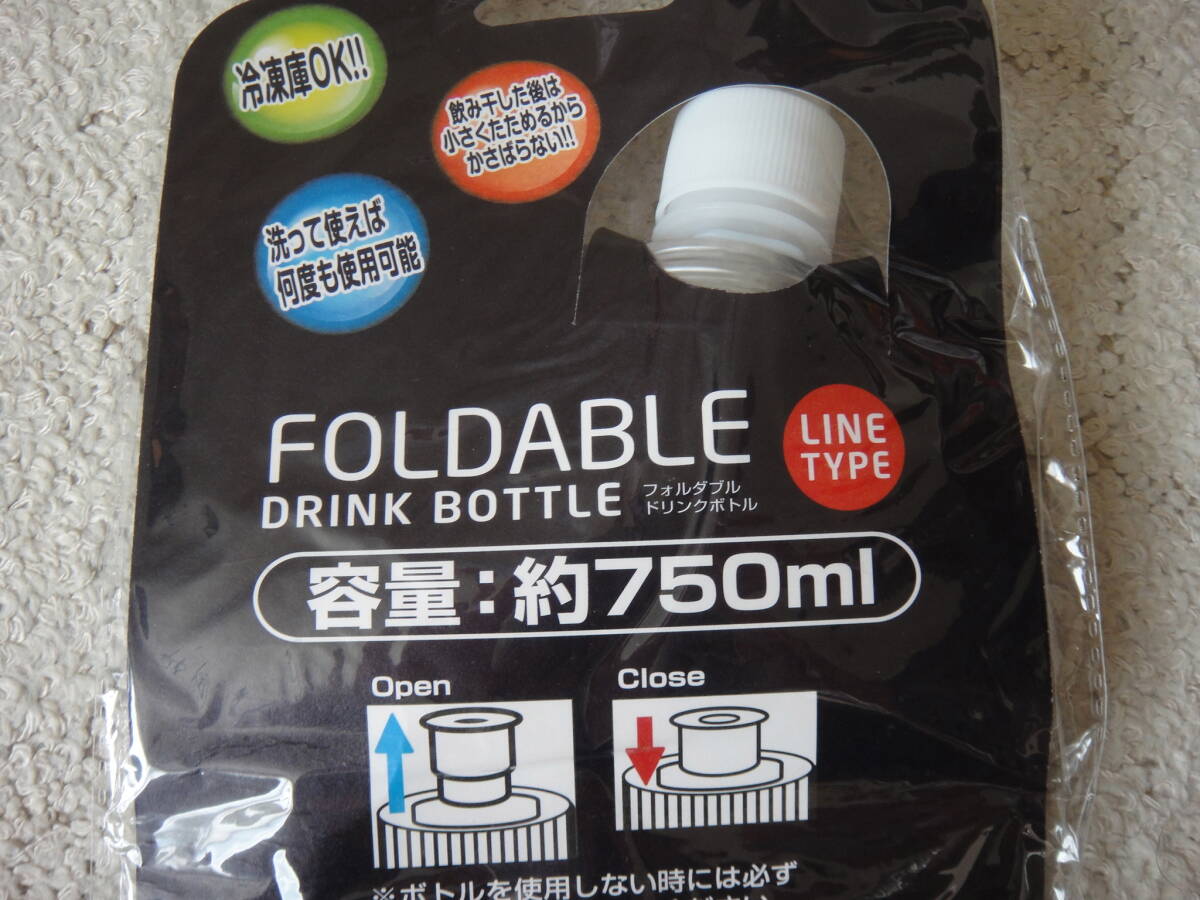 冷凍庫OK!!
飲み干した後は
小さくたためるから
かさばらない!!
洗って使えば
何度も使用可能
FOLDABLE
DRINK BOTTLE
フォルダブル
ドリンクボトル
LINE
TYPE
容量：約750ml
Open
Close
※ボトルを使用しない時には必ず
ください